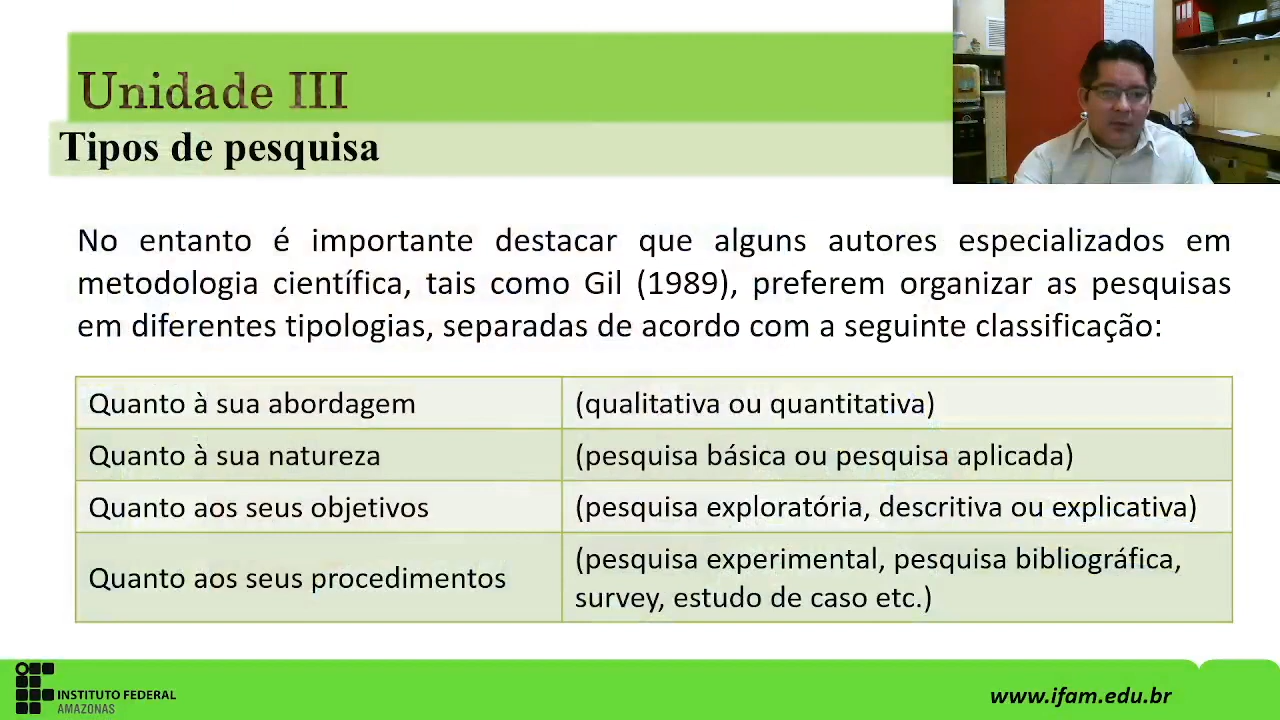 Unidade III
Tipos de pesquisa
No entanto é importante destacar que alguns autores especializados em
metodologia científica, tais como Gil (1989), preferem organizar as pesquisas
em diferentes tipologias, separadas de acordo com a seguinte classificação:
Quanto à sua abordagem
(qualitativa ou quantitativa)
Quanto à sua natureza
(pesquisa básica ou pesquisa aplicada)
Quanto aos seus objetivos
(pesquisa exploratória, descritiva ou explicativa)
Quanto aos seus procedimentos
(pesquisa experimental, pesquisa bibliográfica,
survey, estudo de caso etc.)
INSTITUTO FEDERAL
AMAZONAS
www.ifam.edu.br